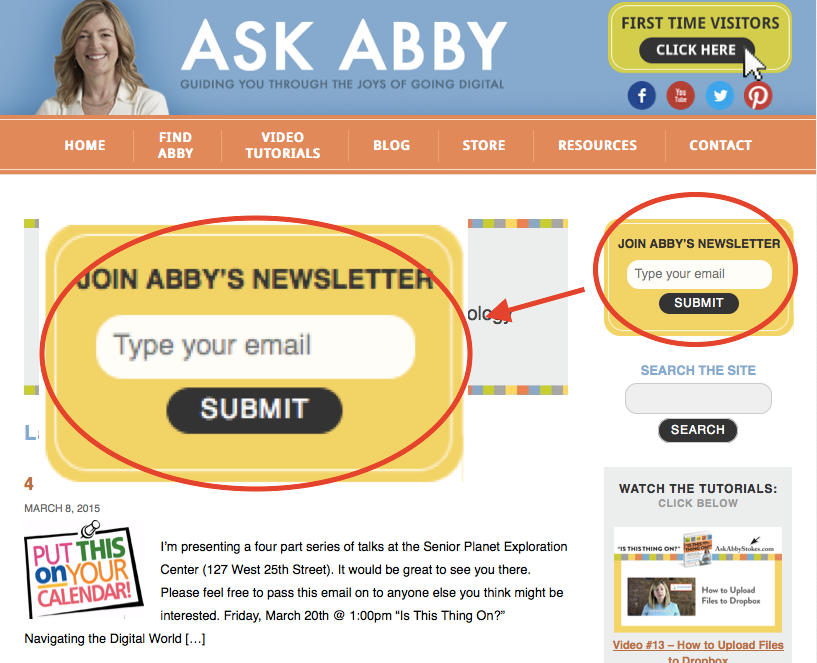 ASK ABBY
GUIDING YOU THROUGH THE JOYS OF GOING DIGITAL
FIRST TIME VISITORS
CLICK HERE
f
You
Tube
HOME
FIND
ABBY
VIDEO
TUTORIALS
BLOG
STORE
RESOURCES
CONTACT
JOIN ABBY'S NEWSLETTER
Type your email
SUBMIT
ology
JOIN ABBY'S NEWSLETTER
Type your email
SUBMIT
SEARCH THE SITE
SEARCH
4
MARCH 8, 2015
PUT THIS
on YOUR
CALENDAR!
I'm presenting a four part series of talks at the Senior Planet Exploration
Center (127 West 25th Street). It would be great to see you there.
Please feel free to pass this email on to anyone else you think might be
interested. Friday, March 20th @ 1:00pm “Is This Thing On?”
Navigating the Digital World […]
WATCH THE TUTORIALS:
CLICK BELOW
"IS THIS THING ON?"
AskAbbyStokes.com
How to Upload
Files to Dropbox
Video #13 – How to Upload Files
to Dropbox